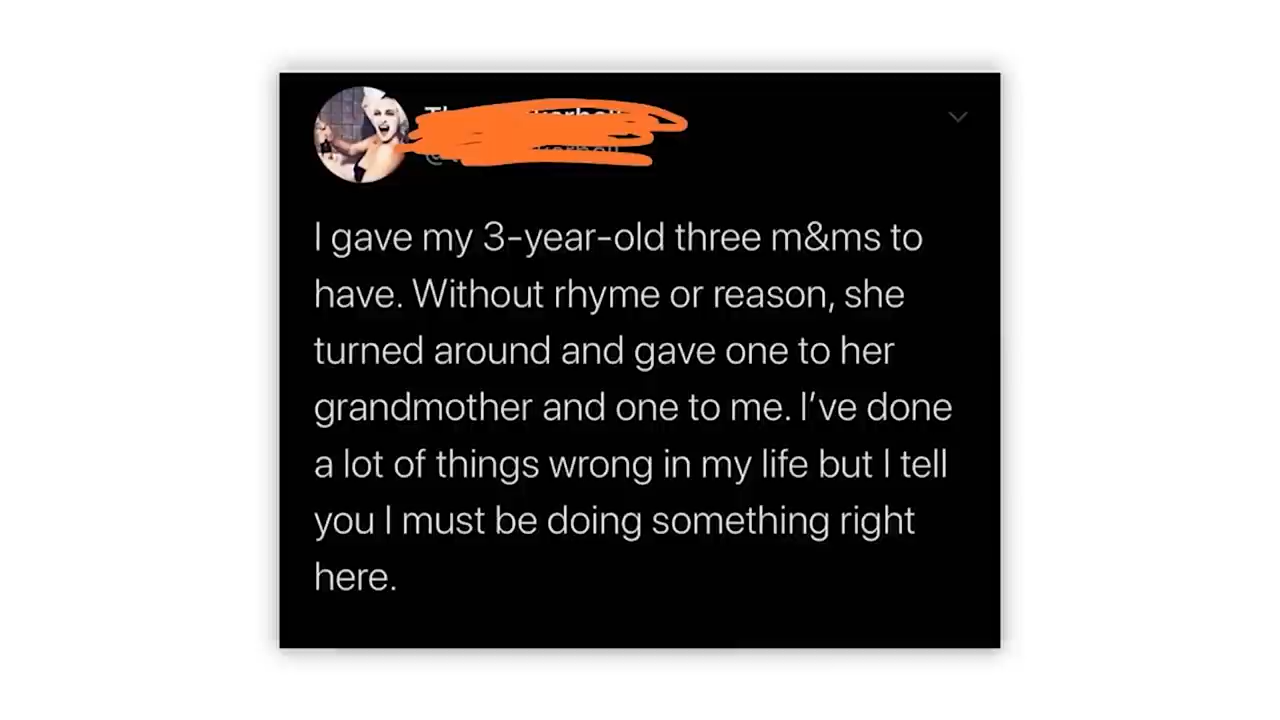 I gave my 3-year-old three m&ms to
have. Without rhyme or reason, she
turned around and gave one to her
grandmother and one to me. I've done
a lot of things wrong in my life but I tell
you I must be doing something right
here.